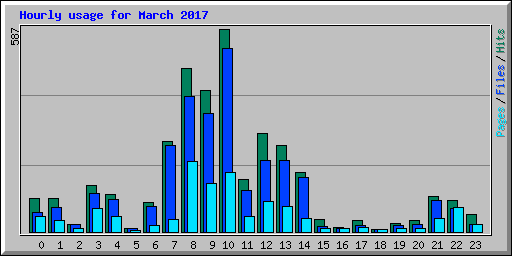 Hourly usage for March 2017
587
Pages/Files/Hits
0 1 2 3 4 5 6 7 8 9 10 11 12 13 14 15 16 17 18 19 20 21 22 23